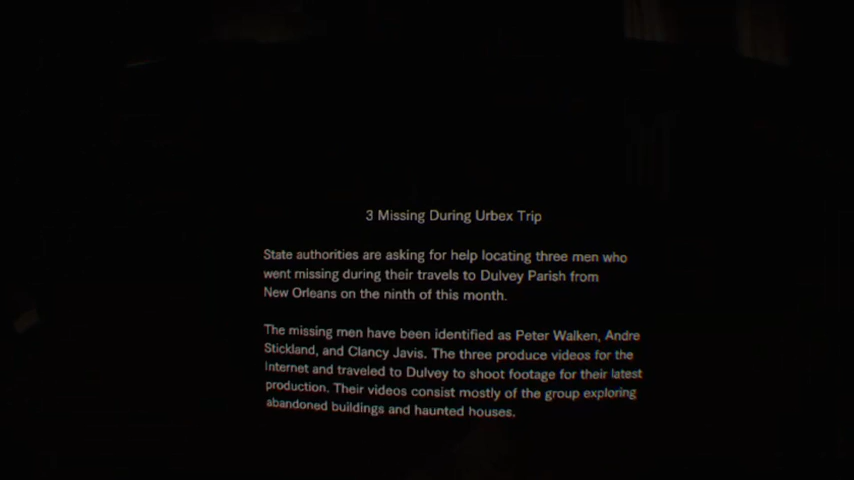 3 Missing During Urbex Trip
State authorities are asking for help locating three men who
went missing during their travels to Dulvey Parish from
New Orleans on the ninth of this month.
The missing men have been identified as Peter Walken, Andre
Stickland, and Clancy Javis. The three produce videos for the
Internet and traveled to Dulvey to shoot footage for their latest
production. Their videos consist mostly of the group exploring
abandoned buildings and haunted houses.